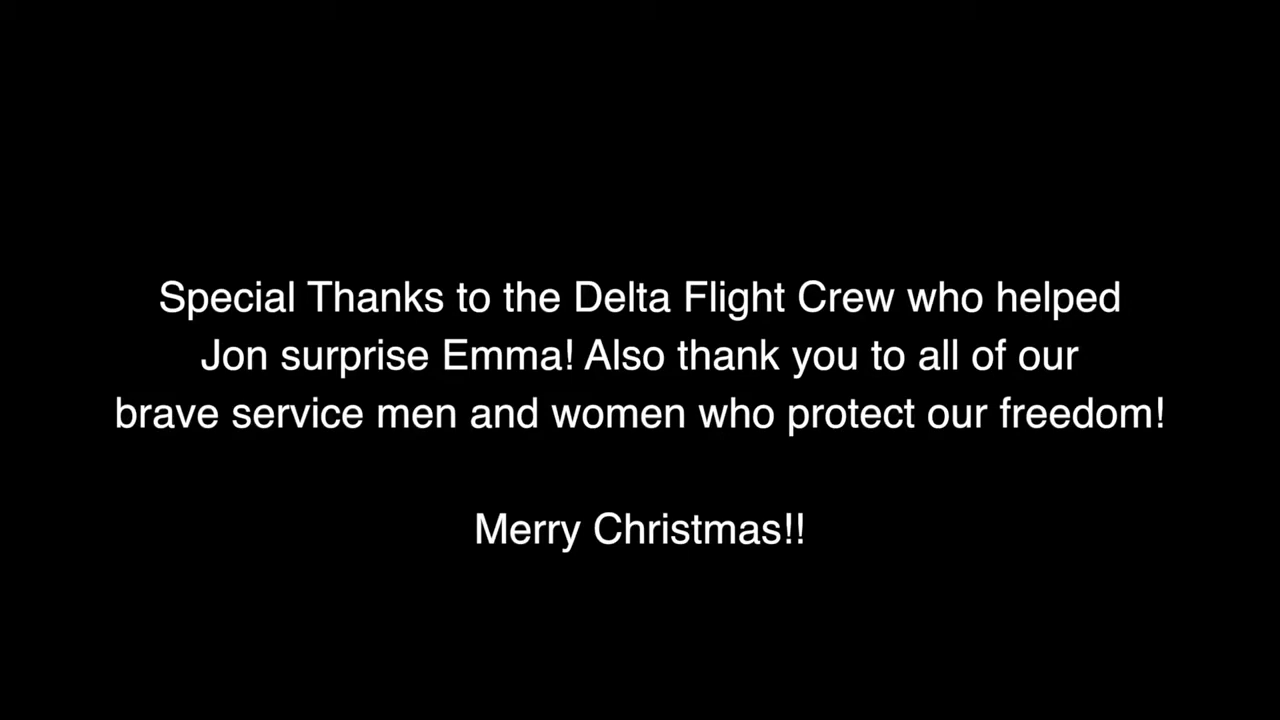 Special Thanks to the Delta Flight Crew who helped
Jon surprise Emma! Also thank you to all of our
brave service men and women who protect our freedom!
Merry Christmas!!